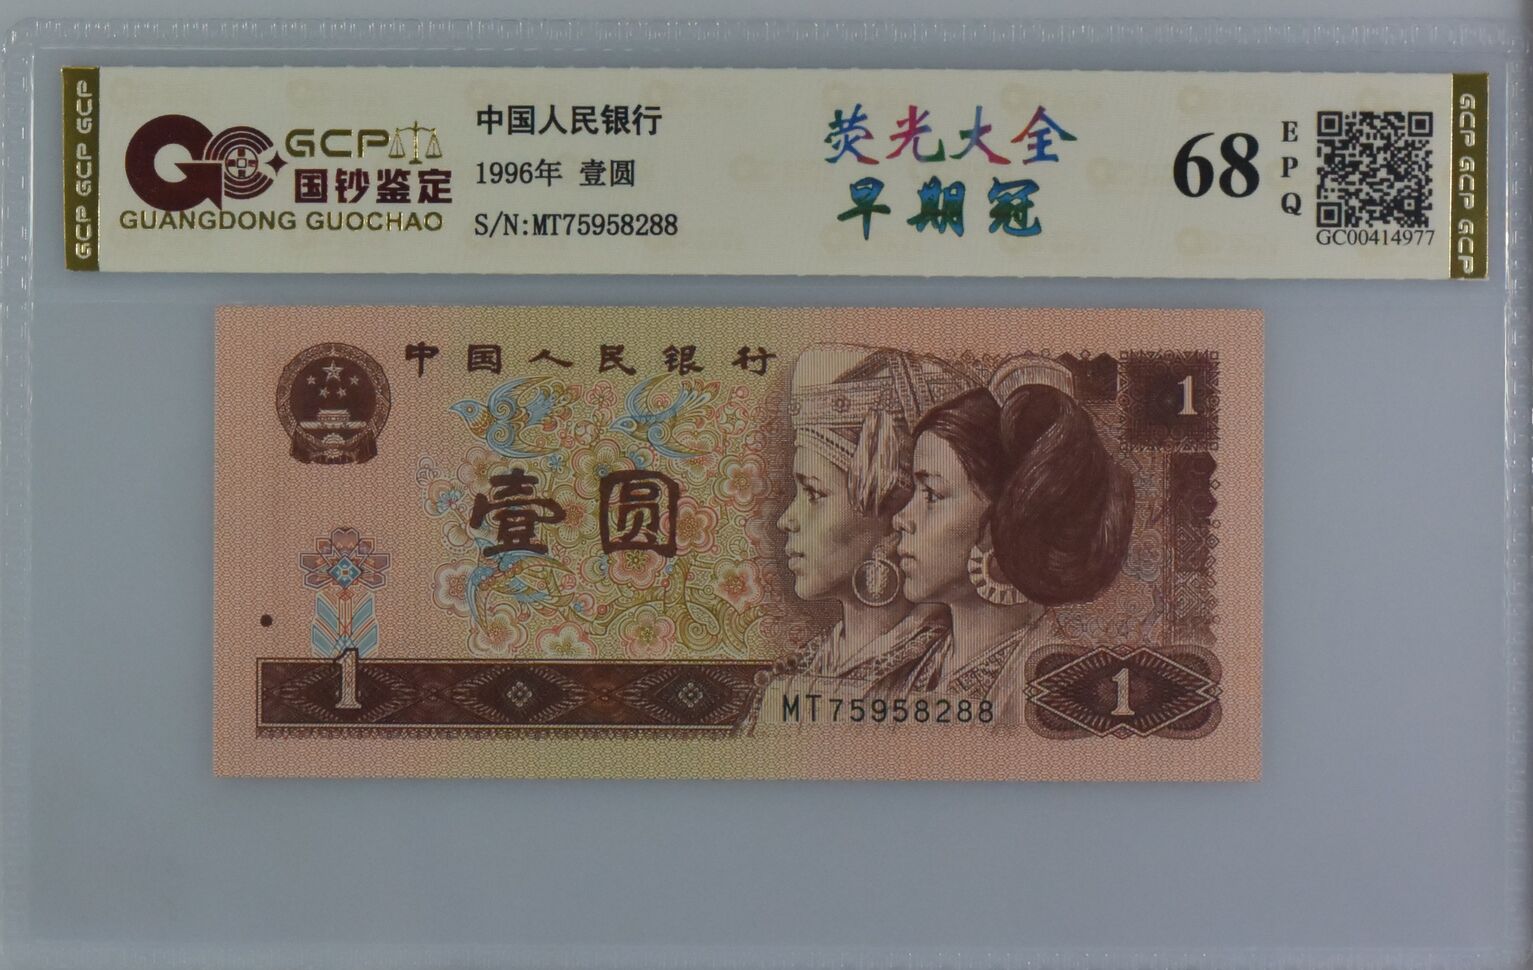 GCP GCP GCP
GCP
国钞鉴定
GUANGDONG GUOCHAO
中国人民银行
1996年 壹圆
S/N:MT75958288
荧光大全
早期冠
68
EPQ
GC00414977
GCP GCP GCP
中国人民银行
1
壹圆
1
MT75958288
1